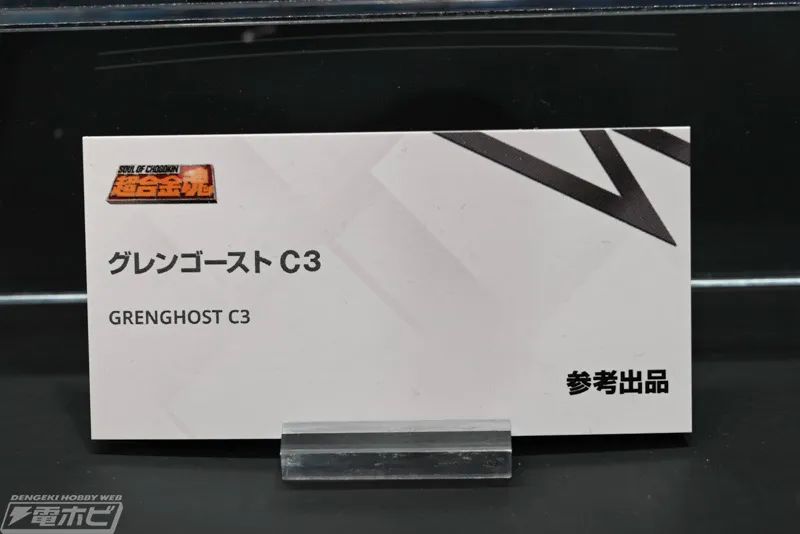 SOUL OF CHOGOKIN
超合金魂
グレンゴースト C3
GRENGHOST C3
参考出品
DENGEKI HOBBY WEB
電ホビ